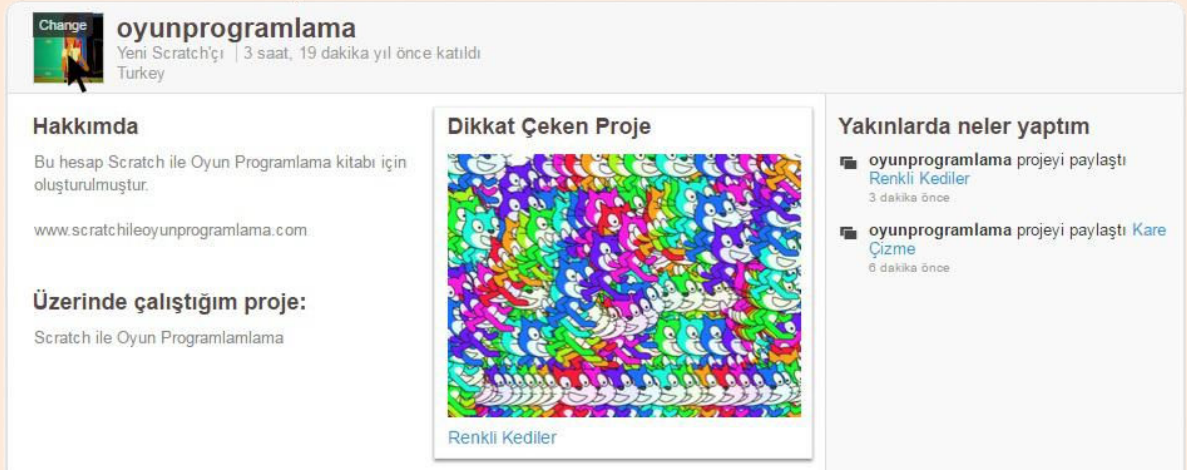 Change
oyunprogramlama
Yeni Scratch'çı | 3 saat, 19 dakika yıl önce katıldı
Turkey
Hakkımda
Bu hesap Scratch ile Oyun Programlama kitabı için
oluşturulmuştur.
www.scratchileoyunprogramlama.com
Üzerinde çalıştığım proje:
Scratch ile Oyun Programlamlama
Dikkat Çeken Proje
Renkli Kediler
Yakınlarda neler yaptım
oyunprogramlama projeyi paylaştı
Renkli Kediler
3 dakika önce
oyunprogramlama projeyi paylaştı Kare
Çizme
6 dakika önce